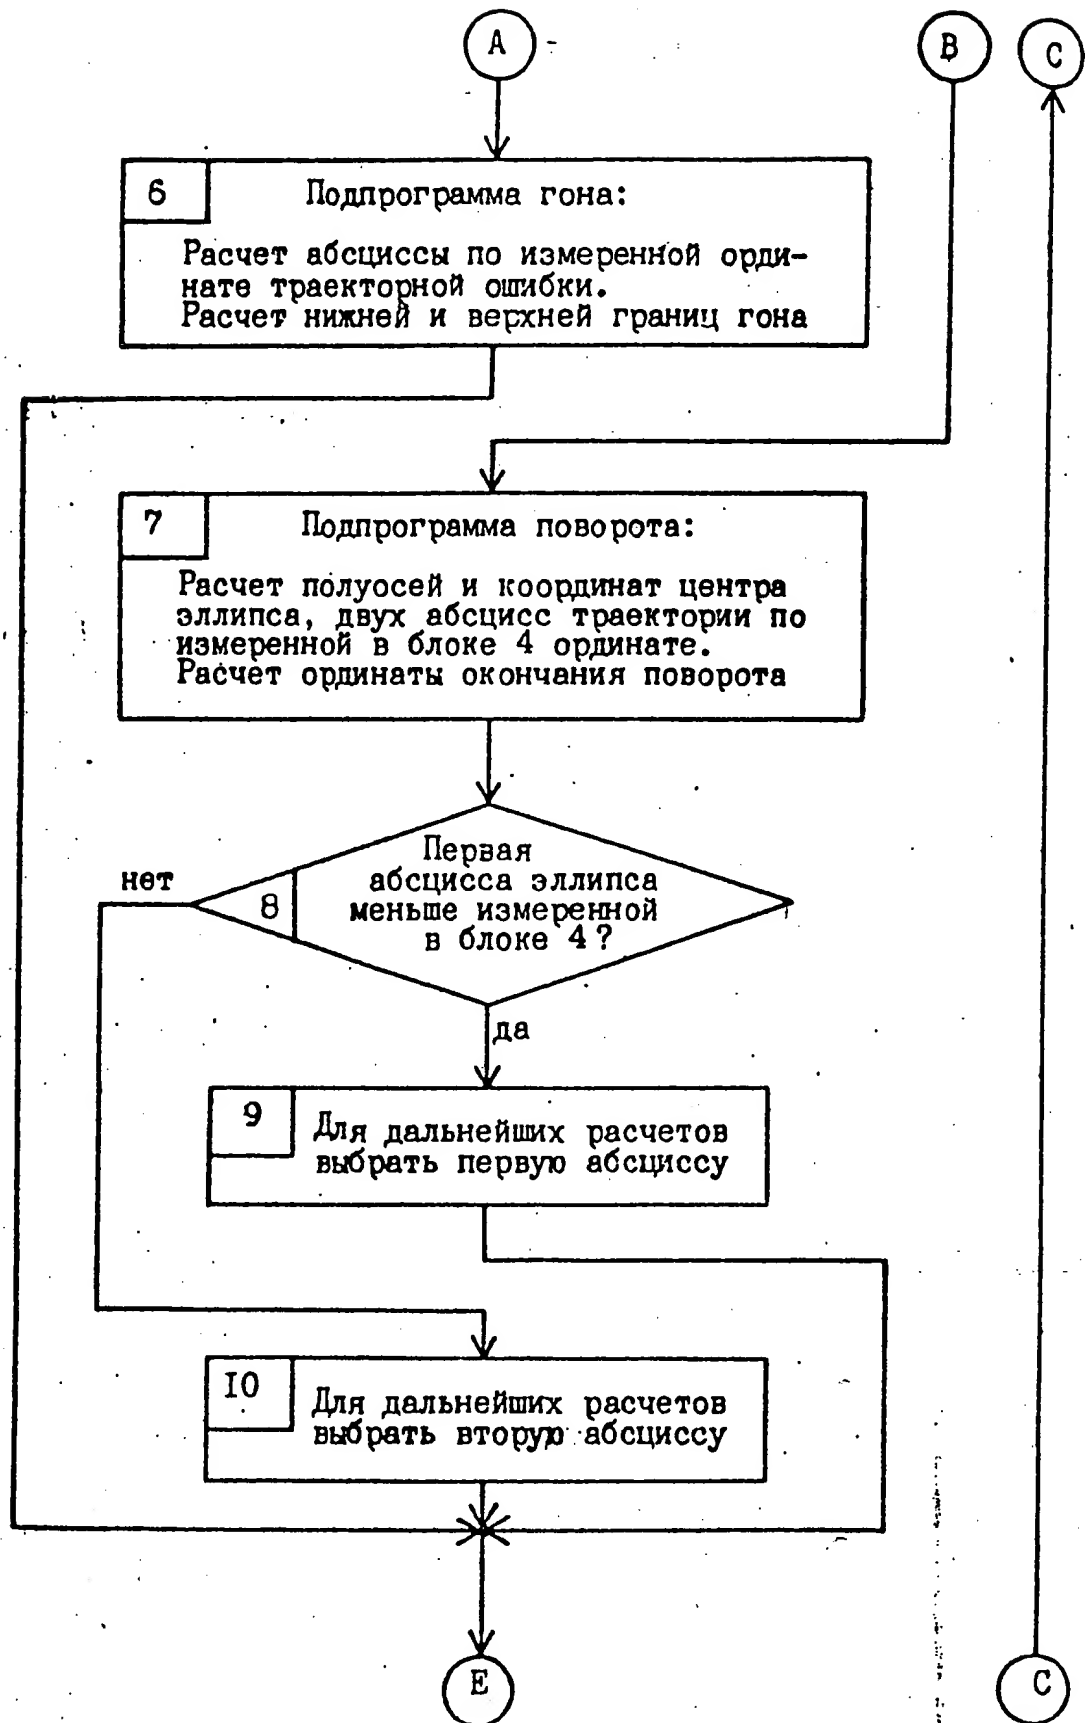 A
B
C
6
Подпрограмма гона:
Расчет абсциссы по измеренной орди-
нате траекторной ошибки.
Расчет нижней и верхней границ гона
7
Подпрограмма поворота:
Расчет полуосей и координат центра
эллипса, двух абсцисс траектории по
измеренной в блоке 4 ординате.
Расчет ординаты окончания поворота
нет
8
Первая
абсцисса эллипса
меньше измеренной
в блоке 4?
да
9
Для дальнейших расчетов
выбрать первую абсциссу
10
Для дальнейших расчетов
выбрать вторую абсциссу
E
C